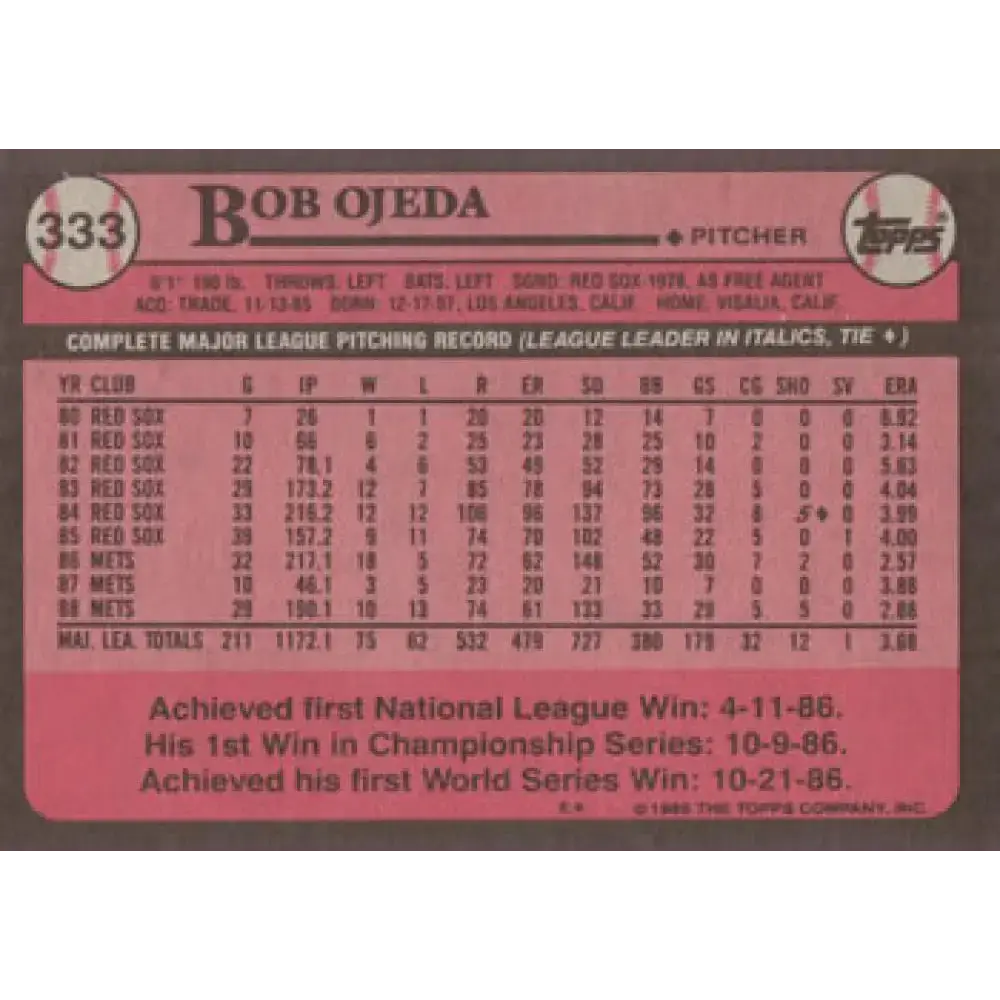 333
BOB OJEDA
♦ PITCHER
TOPPS®
6'1" 190 lb. THROWS: LEFT BATS: LEFT SGND: RED SOX-1978, AS FREE AGENT
ACQ: TRADE, 11-13-85 BORN: 12-17-57, LOS ANGELES, CALIF. HOME: VISALIA, CALIF.
COMPLETE MAJOR LEAGUE PITCHING RECORD (LEAGUE LEADER IN ITALICS, TIE ♦)
YR CLUB G IP W L R ER SO BB GS CG SHO SV ERA
80 RED SOX 7 26 1 1 20 20 12 14 7 0 0 0 6.92
81 RED SOX 10 66 6 2 25 23 28 25 10 2 0 0 3.14
82 RED SOX 22 78.1 4 6 53 49 52 29 14 0 0 0 5.63
83 RED SOX 29 173.2 12 7 85 78 94 73 28 5 0 0 4.04
84 RED SOX 33 216.2 12 12 106 96 137 96 32 8 5♦ 0 3.99
85 RED SOX 39 157.2 9 11 74 70 102 48 22 5 0 1 4.00
86 METS 32 217.1 18 5 72 62 148 52 30 7 2 0 2.57
87 METS 10 46.1 3 5 23 20 21 10 7 0 0 0 3.88
88 METS 29 190.1 10 13 74 61 133 33 29 5 5 0 2.88
MAJ. LEA. TOTALS 211 1172.1 75 62 532 479 727 380 179 32 12 1 3.68
Achieved first National League Win: 4-11-86.
His 1st Win in Championship Series: 10-9-86.
Achieved his first World Series Win: 10-21-86.
© 1989 THE TOPPS COMPANY, INC.